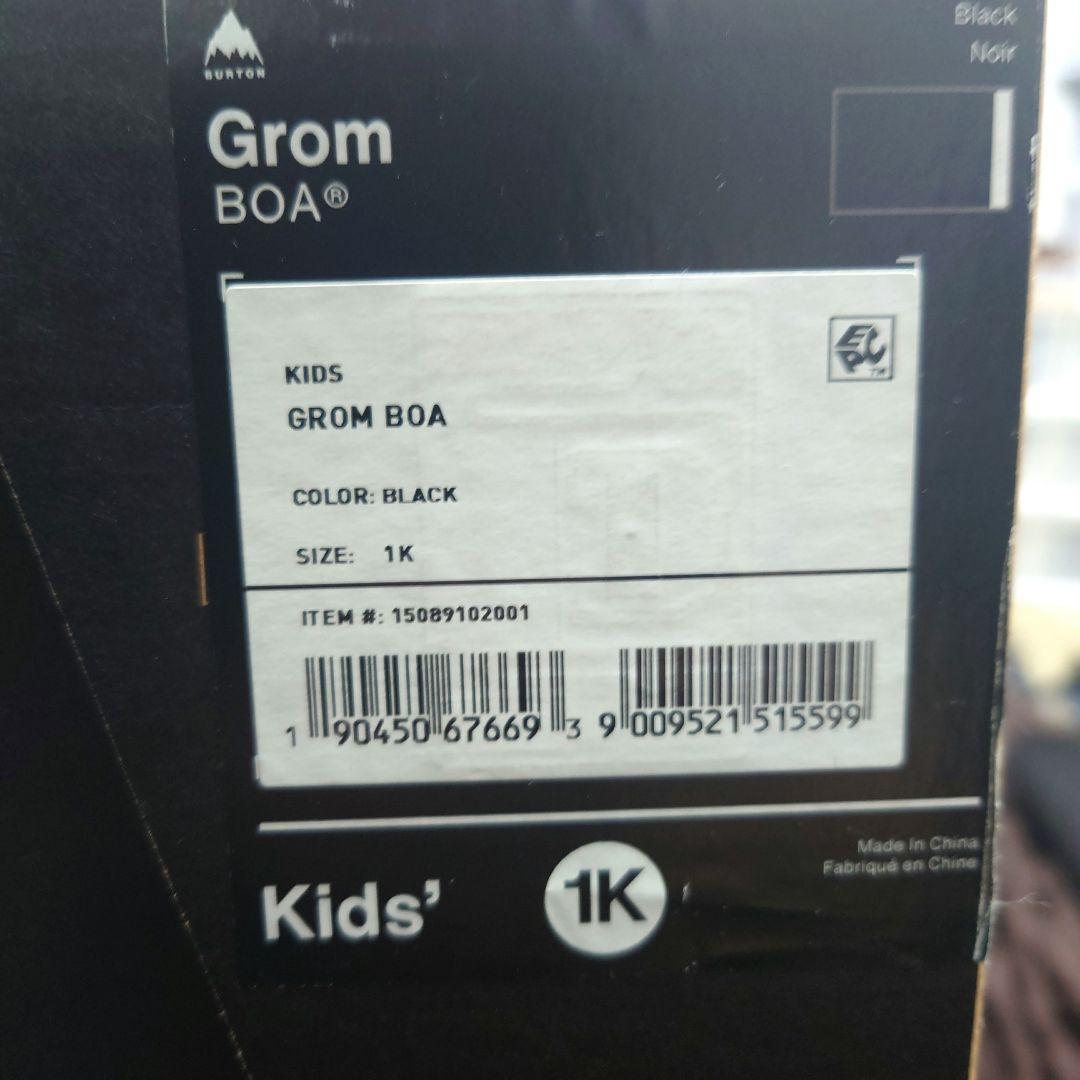 BURTON
Black
Noir
Grom
BOA®
EPC™
KIDS
GROM BOA
COLOR: BLACK
SIZE: 1K
ITEM #: 15089102001
1 90450 67669 3
9 009521 515599
Made In China
Fabriqué en Chine
Kids' 1K